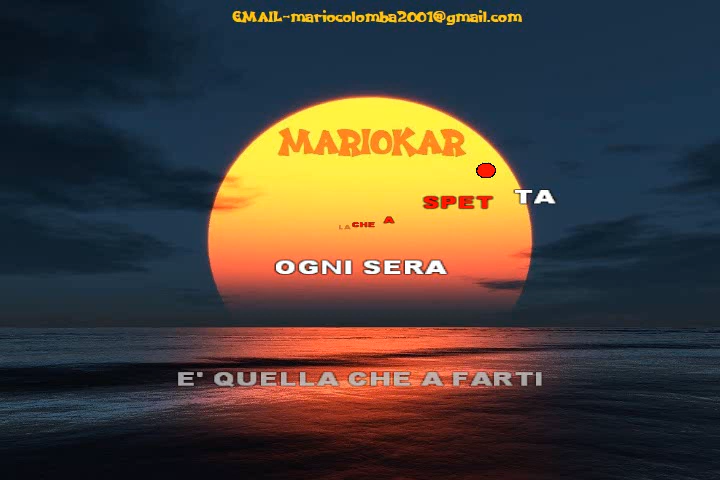 EMAIL-mariocolomba2001@gmail.com
MARIOKAR
LA CHE A SPET TA
OGNI SERA
E' QUELLA CHE A FARTI